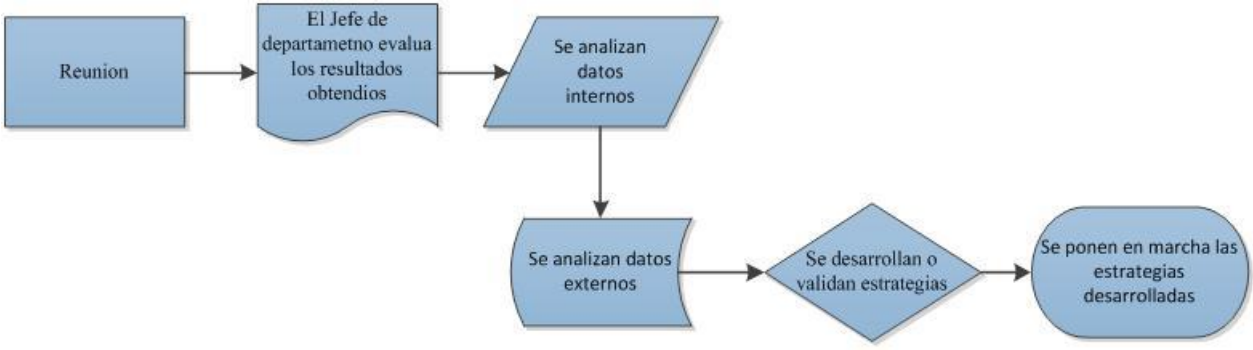 Reunion
El Jefe de
departametno evalua
los resultados
obtendios
Se analizan
datos
internos
Se analizan datos
externos
Se desarrollan o
validan estrategias
Se ponen en marcha las
estrategias
desarrolladas